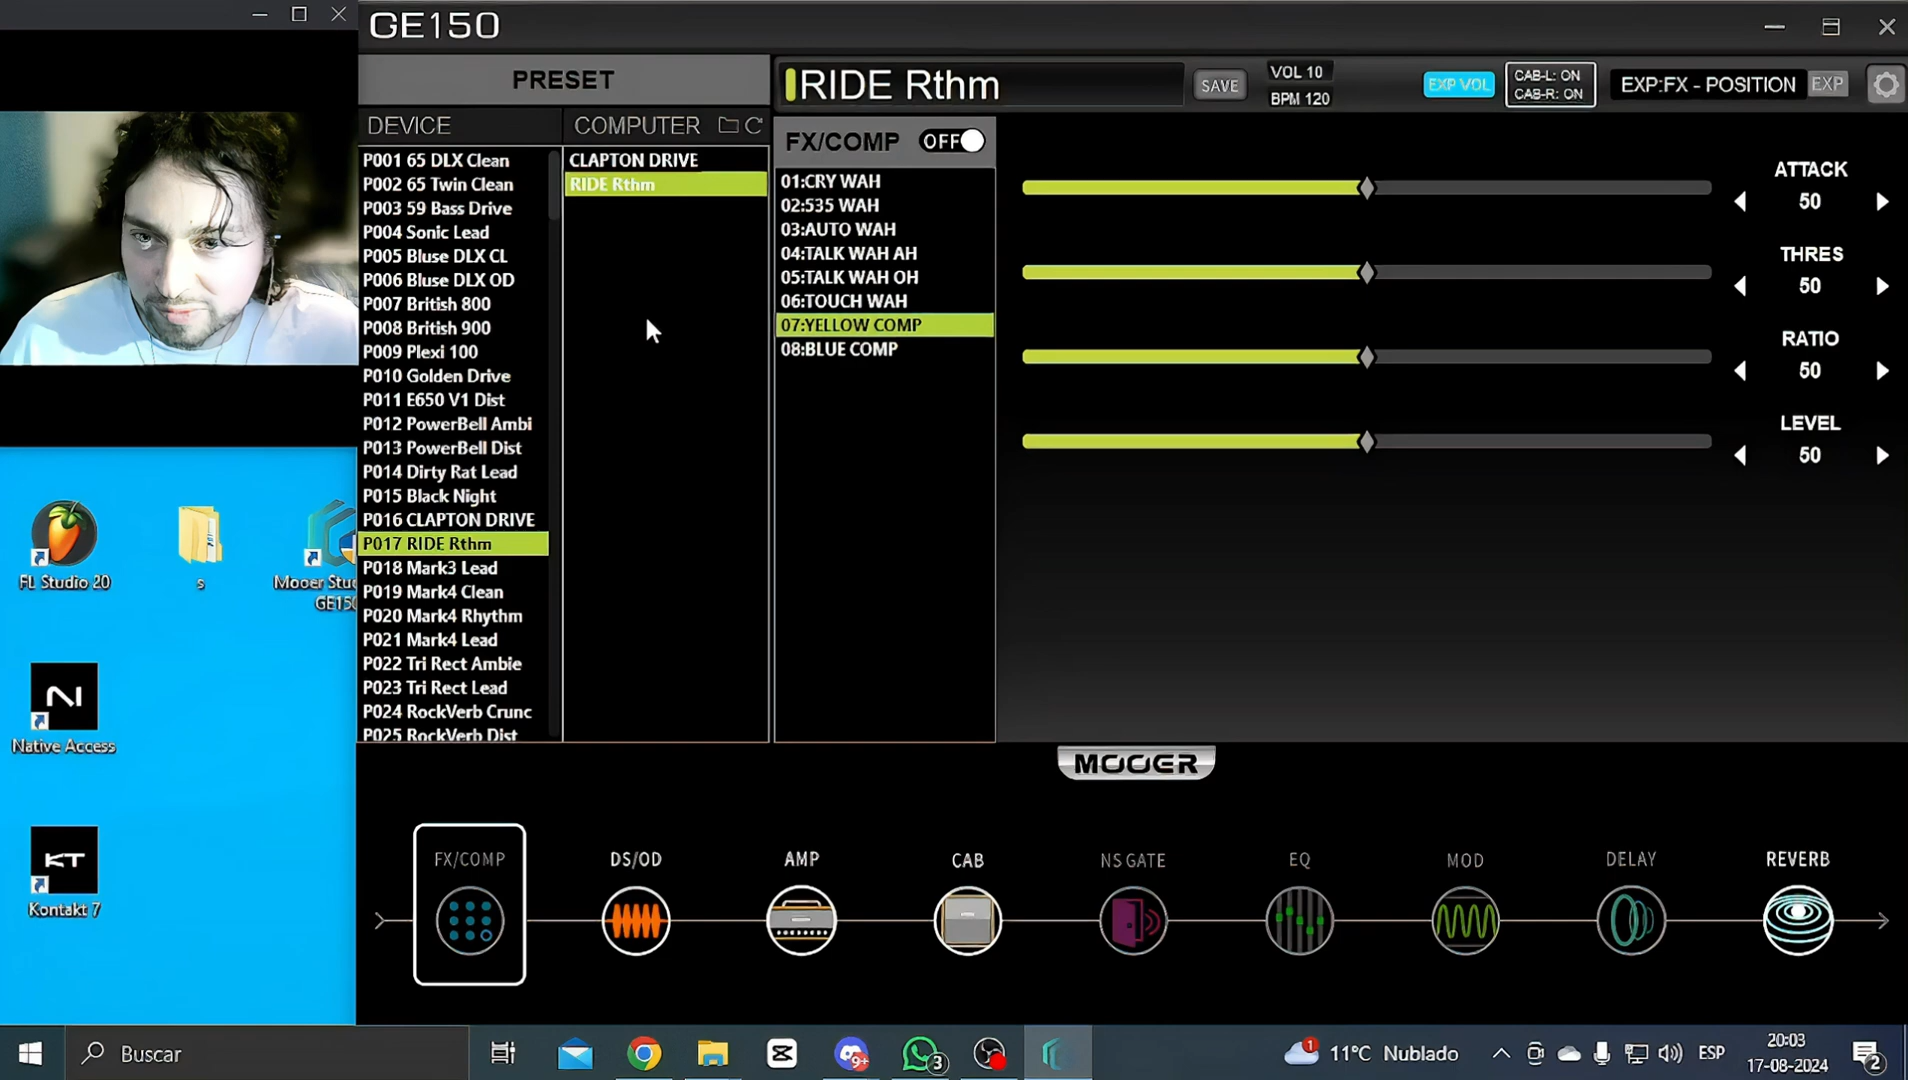 GE150
PRESET
RIDE Rthm
SAVE
VOL 10
BPM 120
EXP VOL
CAB-L: ON
CAB-R: ON
EXP:FX - POSITION
EXP
DEVICE
COMPUTER
P001 65 DLX Clean
P002 65 Twin Clean
P003 59 Bass Drive
P004 Sonic Lead
P005 Bluse DLX CL
P006 Bluse DLX OD
P007 British 800
P008 British 900
P009 Plexi 100
P010 Golden Drive
P011 E650 V1 Dist
P012 PowerBell Ambi
P013 PowerBell Dist
P014 Dirty Rat Lead
P015 Black Night
P016 CLAPTON DRIVE
P017 RIDE Rthm
P018 Mark3 Lead
P019 Mark4 Clean
P020 Mark4 Rhythm
P021 Mark4 Lead
P022 Tri Rect Ambie
P023 Tri Rect Lead
P024 RockVerb Crunc
P025 RockVerb Dist
CLAPTON DRIVE
RIDE Rthm
FX/COMP
OFF
01:CRY WAH
02:535 WAH
03:AUTO WAH
04:TALK WAH AH
05:TALK WAH OH
06:TOUCH WAH
07:YELLOW COMP
08:BLUE COMP
ATTACK
50
THRES
50
RATIO
50
LEVEL
50
FL Studio 20
s
Mooer Stu
GE150
Native Access
KT
Kontakt 7
MOOER
FX/COMP
DS/OD
AMP
CAB
NS GATE
EQ
MOD
DELAY
REVERB
Buscar
9+
3
1
11°C Nublado
ESP
20:03
17-08-2024
2